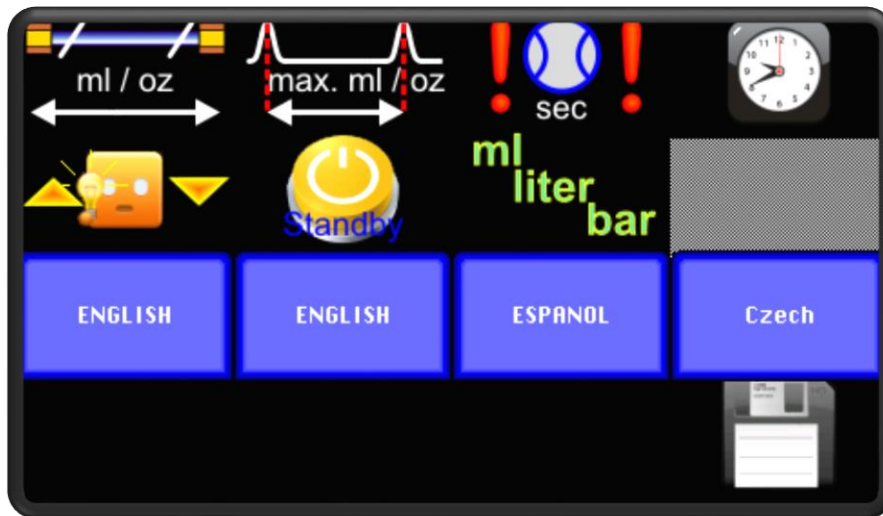 ml / oz
max. ml / oz
sec
Standby
ml
liter
bar
ENGLISH
ENGLISH
ESPANOL
Czech